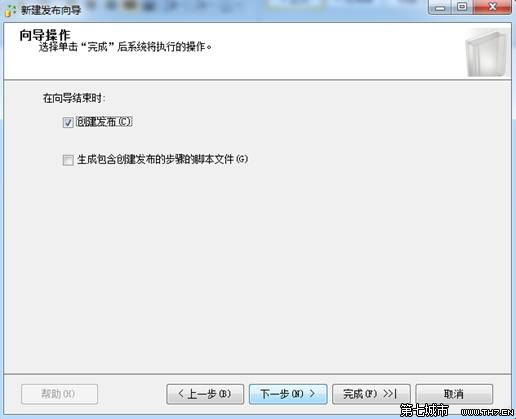 新建发布向导
向导操作
选择单击“完成”后系统将执行的操作。
在向导结束时:
创建发布(C)
生成包含创建发布的步骤的脚本文件(G)
帮助(H)
< 上一步(B)
下一步(N) >
完成(F) >>|
取消
第七城市 WWW.TH7.CN